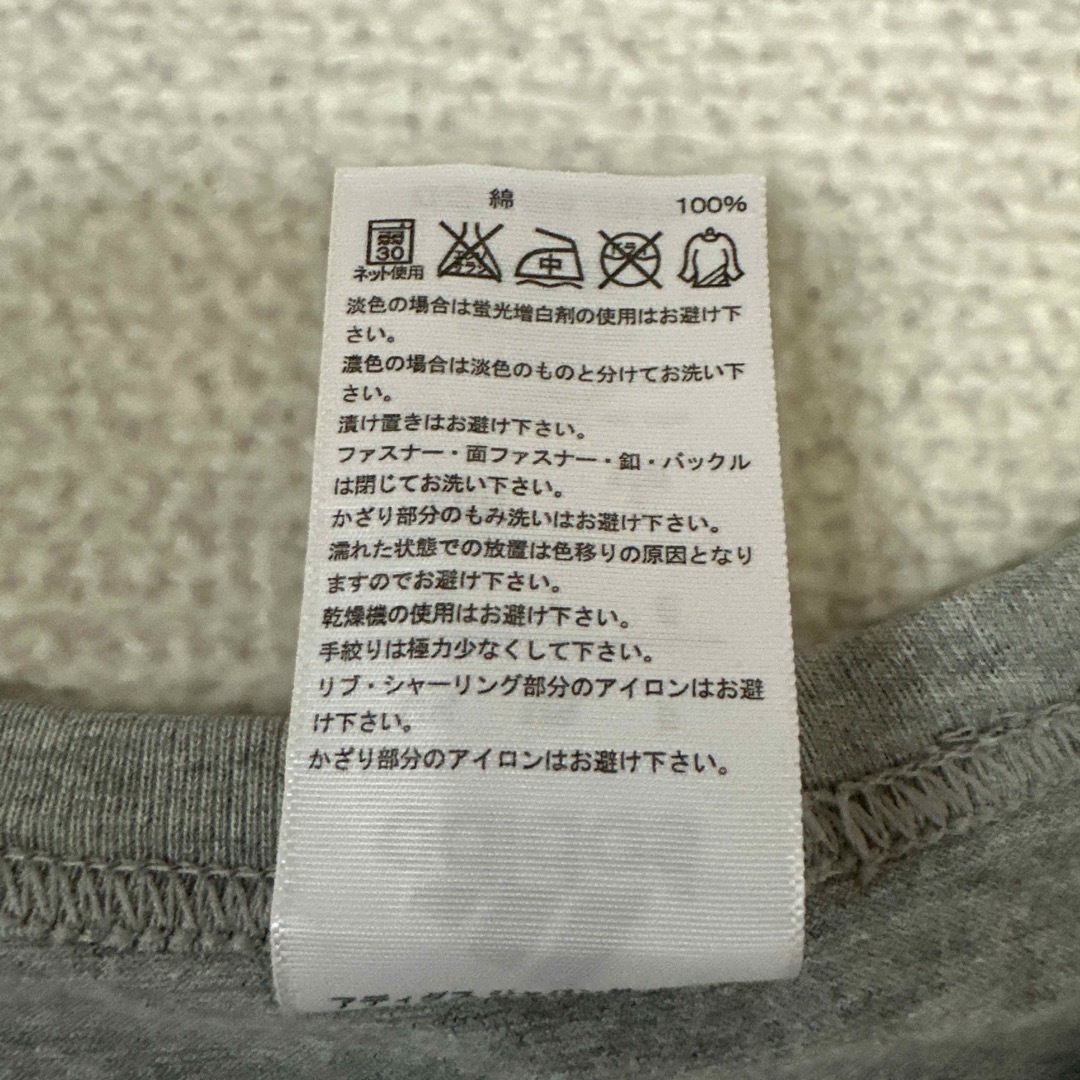 綿 100%
弱
30
ネット使用
エンソ
サラシ
中
ドライ
淡色の場合は蛍光増白剤の使用はお避け下
さい。
濃色の場合は淡色のものと分けてお洗い下
さい。
漬け置きはお避け下さい。
ファスナー・面ファスナー・釦・バックル
は閉じてお洗い下さい。
かざり部分のもみ洗いはお避け下さい。
濡れた状態での放置は色移りの原因となり
ますのでお避け下さい。
乾燥機の使用はお避け下さい。
手絞りは極力少なくして下さい。
リブ・シャーリング部分のアイロンはお避
け下さい。
かざり部分のアイロンはお避け下さい。